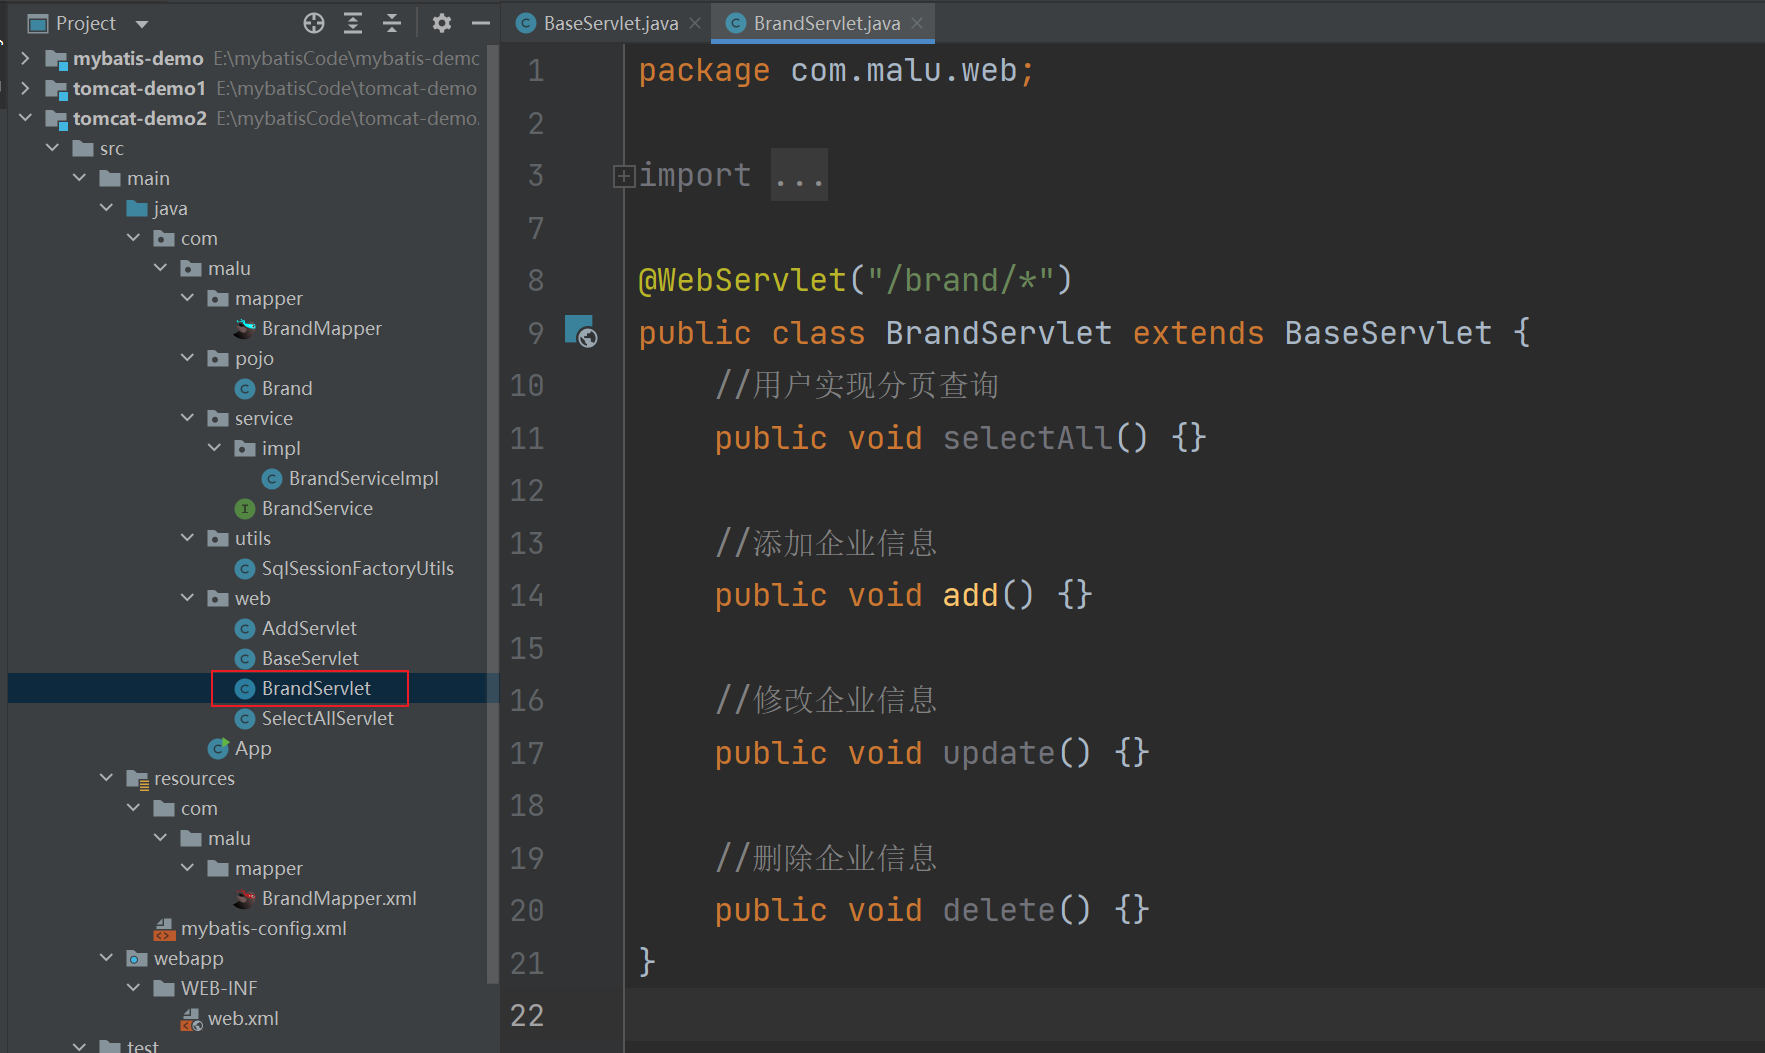 Project
mybatis-demo E:\mybatisCode\mybatis-demc
tomcat-demo1 E:\mybatisCode\tomcat-demo
tomcat-demo2 E:\mybatisCode\tomcat-demo
src
main
java
com
malu
mapper
BrandMapper
pojo
Brand
service
impl
BrandServiceImpl
BrandService
utils
SqlSessionFactoryUtils
web
AddServlet
BaseServlet
BrandServlet
SelectAllServlet
App
resources
com
malu
mapper
BrandMapper.xml
mybatis-config.xml
webapp
WEB-INF
web.xml
test
BaseServlet.java BrandServlet.java
1 package com.malu.web;
2
3 import ...
7
8 @WebServlet("/brand/*")
9 public class BrandServlet extends BaseServlet {
10 //用户实现分页查询
11 public void selectAll() {}
12
13 //添加企业信息
14 public void add() {}
15
16 //修改企业信息
17 public void update() {}
18
19 //删除企业信息
20 public void delete() {}
21 }
22